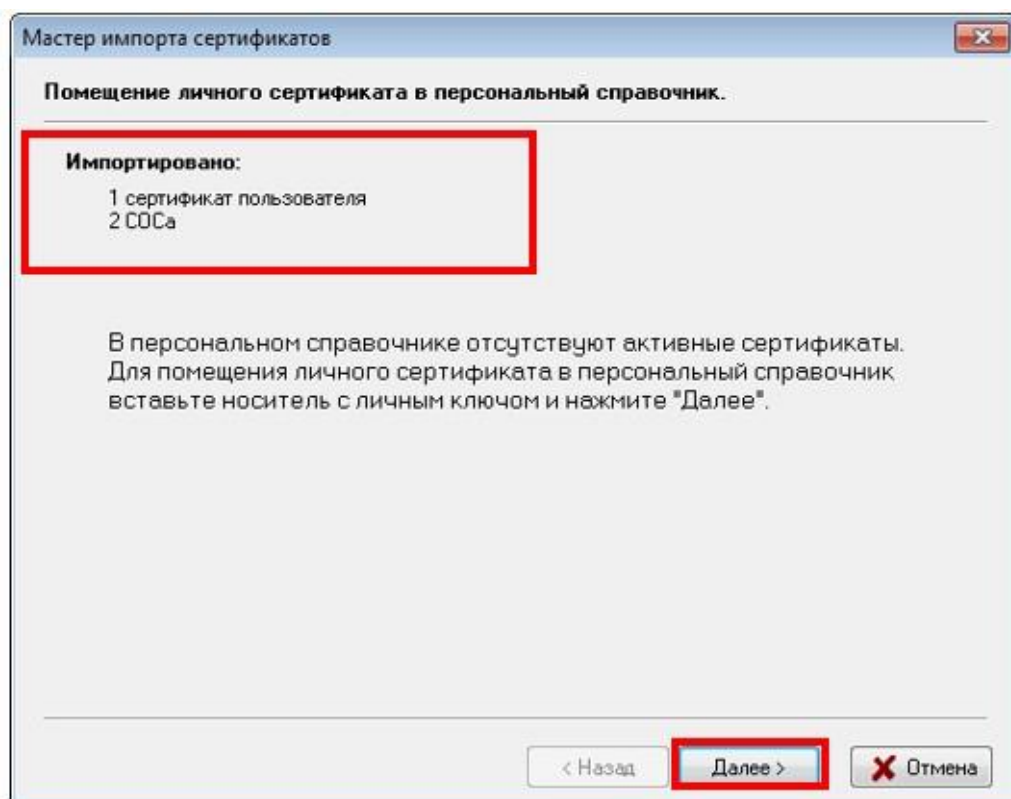 Мастер импорта сертификатов
Помещение личного сертификата в персональный справочник.
Импортировано:
1 сертификат пользователя
2 СОСа
В персональном справочнике отсутствуют активные сертификаты.
Для помещения личного сертификата в персональный справочник
вставьте носитель с личным ключом и нажмите "Далее".
< Назад
Далее >
Отмена